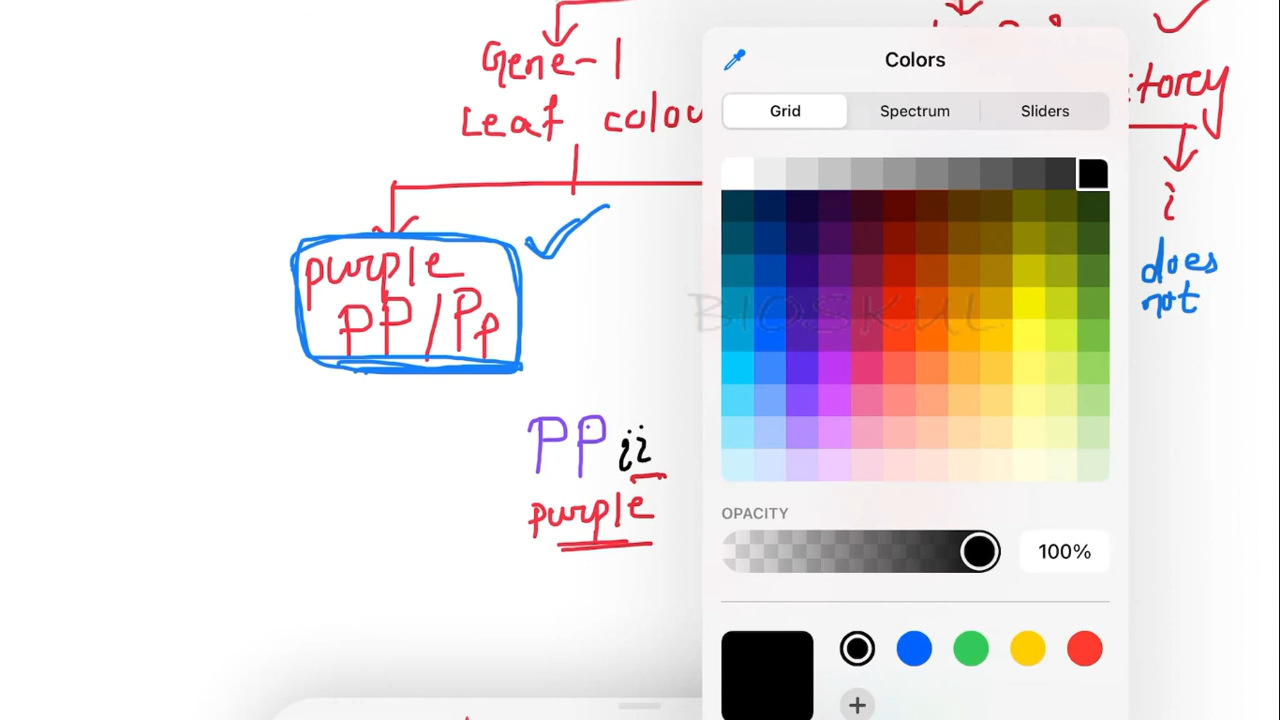 Gene-1
Leaf colou
itorey
purple
PP/Pp
i
does
not
PP ii
purple
Colors
Grid
Spectrum
Sliders
BIOSKUL
OPACITY
100%
+